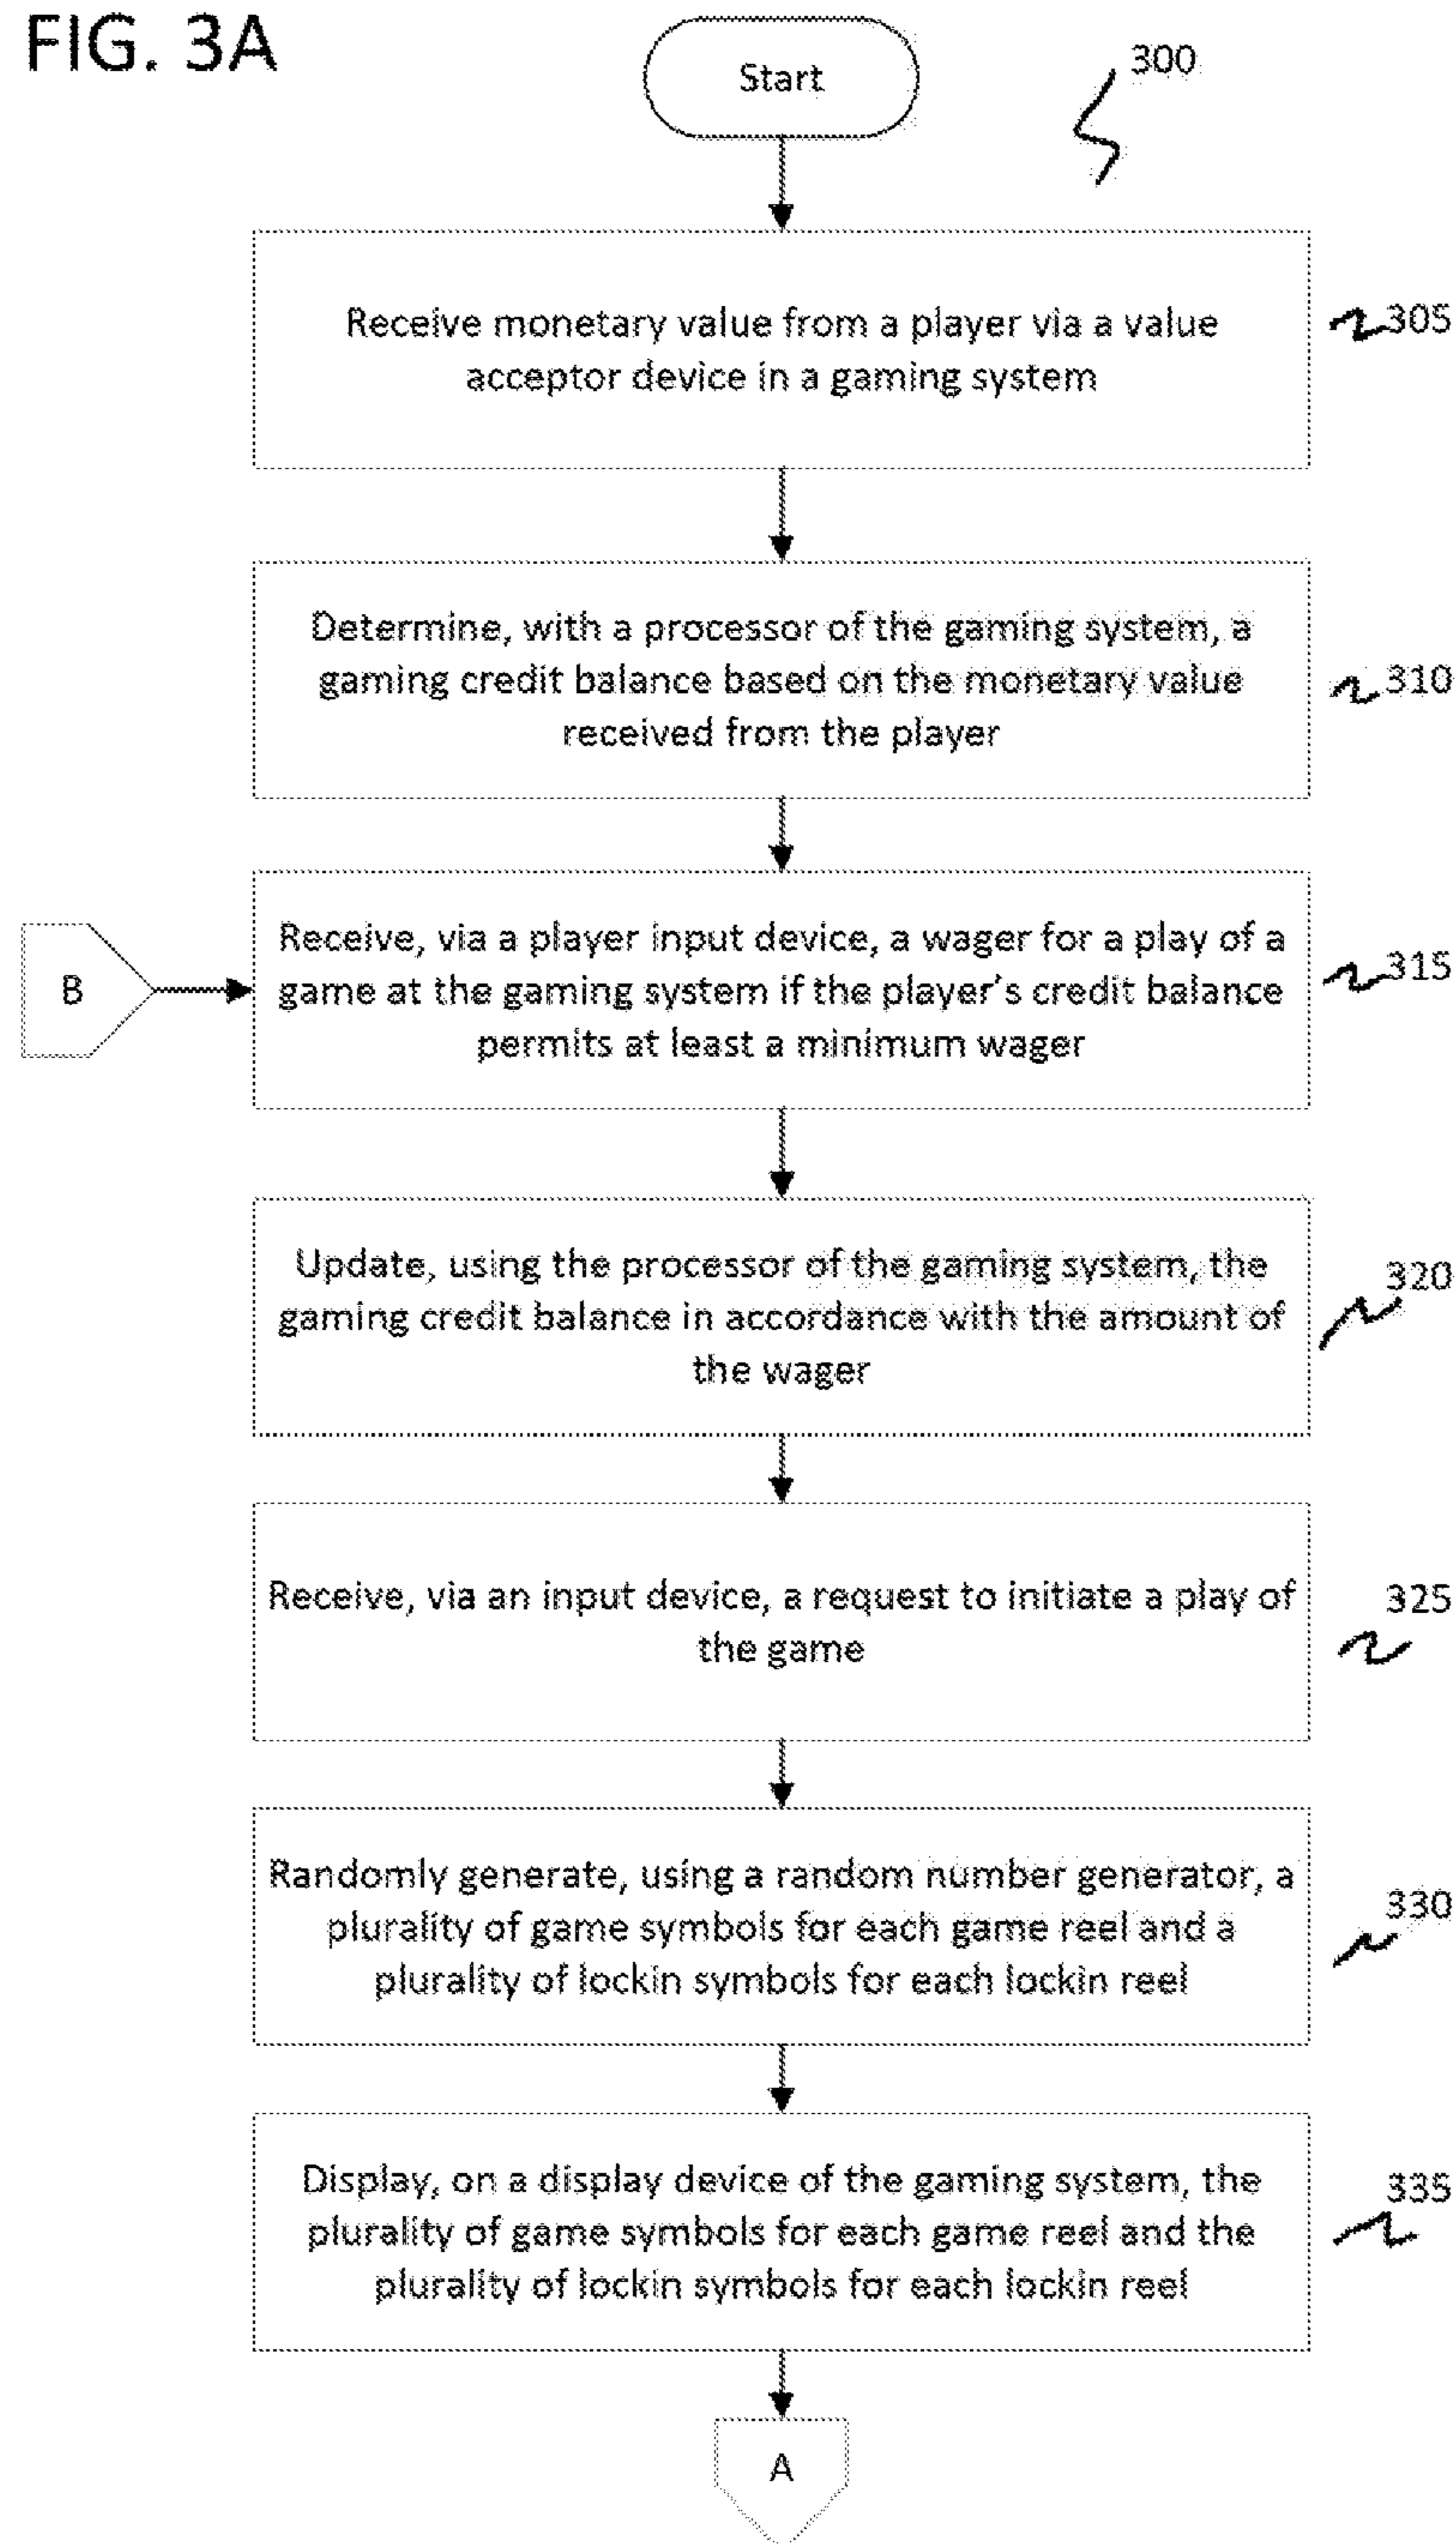 FIG. 3A
Start
300
Receive monetary value from a player via a value
acceptor device in a gaming system
305
Determine, with a processor of the gaming system, a
gaming credit balance based on the monetary value
received from the player
310
B
Receive, via a player input device, a wager for a play of a
game at the gaming system if the player's credit balance
permits at least a minimum wager
315
Update, using the processor of the gaming system, the
gaming credit balance in accordance with the amount of
the wager
320
Receive, via an input device, a request to initiate a play of
the game
325
Randomly generate, using a random number generator, a
plurality of game symbols for each game reel and a
plurality of lockin symbols for each lockin reel
330
Display, on a display device of the gaming system, the
plurality of game symbols for each game reel and the
plurality of lockin symbols for each lockin reel
335
A